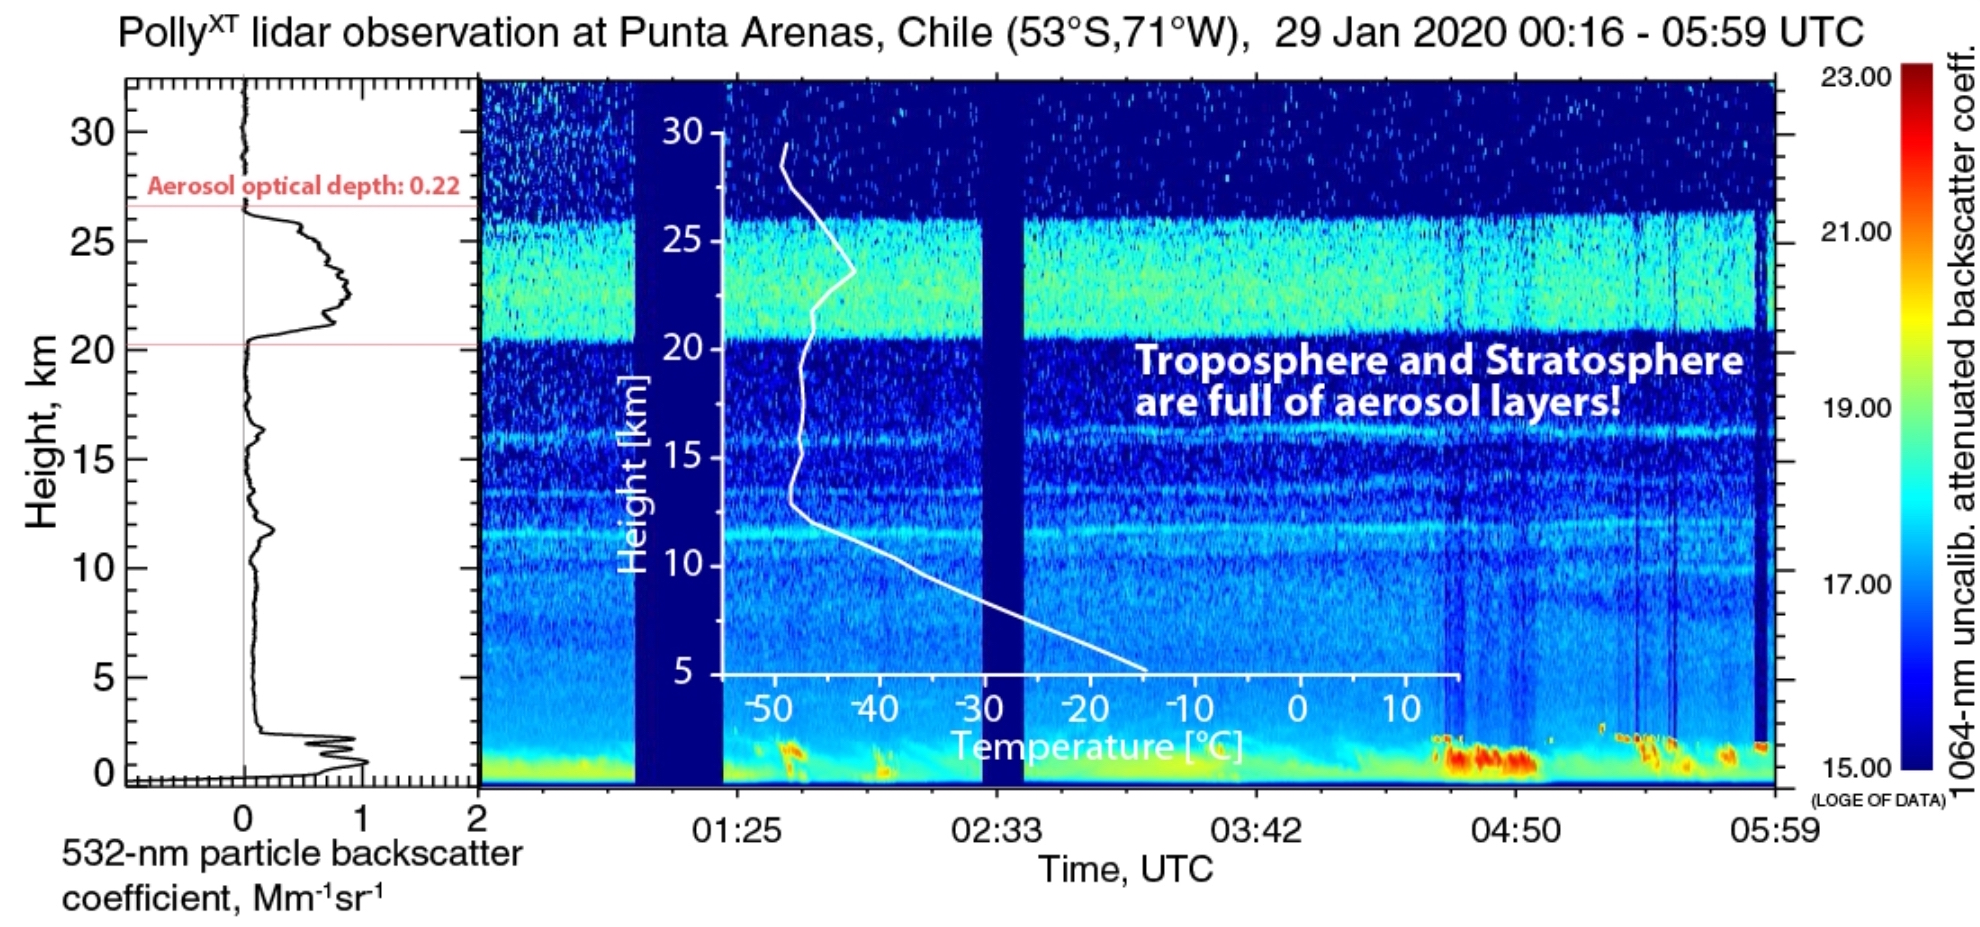 Polly^XT lidar observation at Punta Arenas, Chile (53°S,71°W), 29 Jan 2020 00:16 - 05:59 UTC
Height, km
30
25
20
15
10
5
0
Aerosol optical depth: 0.22
0 1 2
532-nm particle backscatter
coefficient, Mm⁻¹sr⁻¹
Height [km]
30
25
20
15
10
5
-50 -40 -30 -20 -10 0 10
Temperature [°C]
Troposphere and Stratosphere
are full of aerosol layers!
01:25 02:33 03:42 04:50 05:59
Time, UTC
23.00
21.00
19.00
17.00
15.00
(LOGE OF DATA)
1064-nm uncalib. attenuated backscatter coeff.